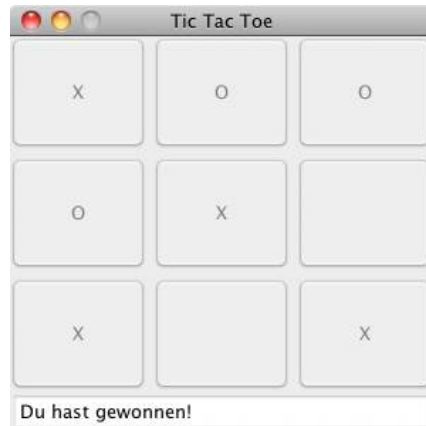 Tic Tac Toe
X O O
O X
X X
Du hast gewonnen!